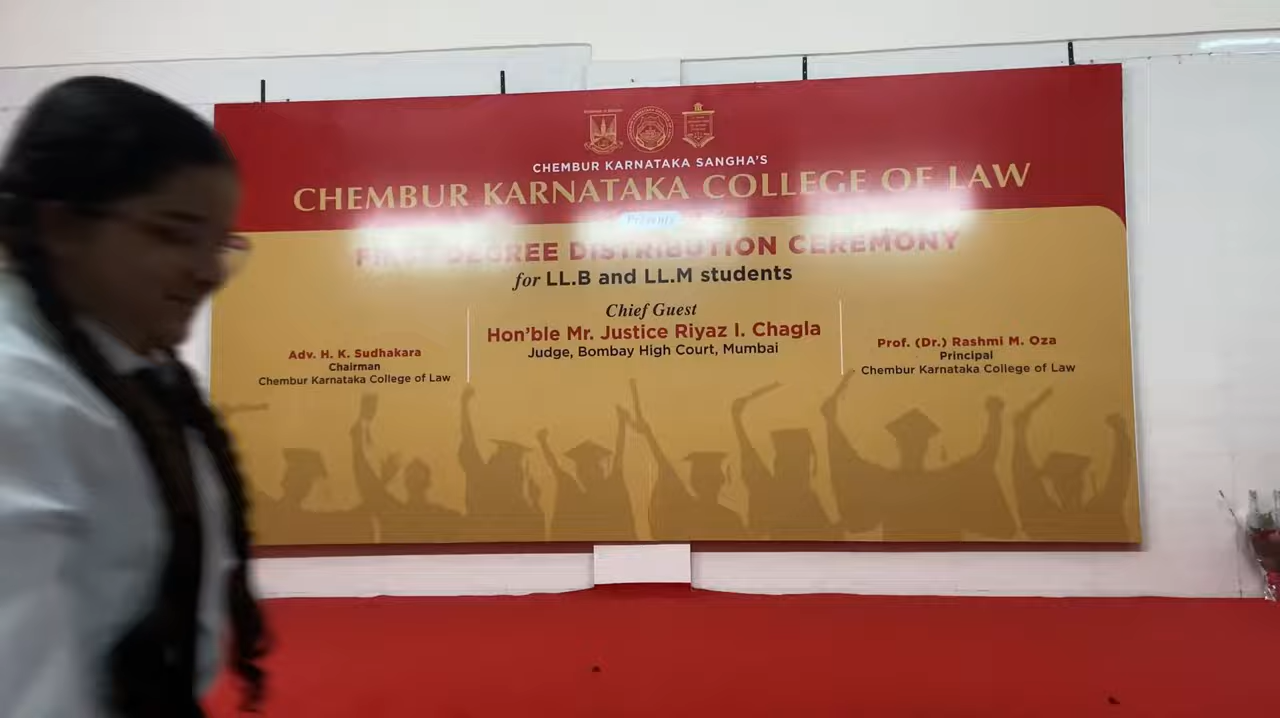 CHEMBUR KARNATAKA SANGHA'S
CHEMBUR KARNATAKA COLLEGE OF LAW
Presents
FIRST DEGREE DISTRIBUTION CEREMONY
for LL.B and LL.M students
Chief Guest
Hon'ble Mr. Justice Riyaz I. Chagla
Judge, Bombay High Court, Mumbai
Adv. H. K. Sudhakara
Chairman
Chembur Karnataka College of Law
Prof. (Dr.) Rashmi M. Oza
Principal
Chembur Karnataka College of Law